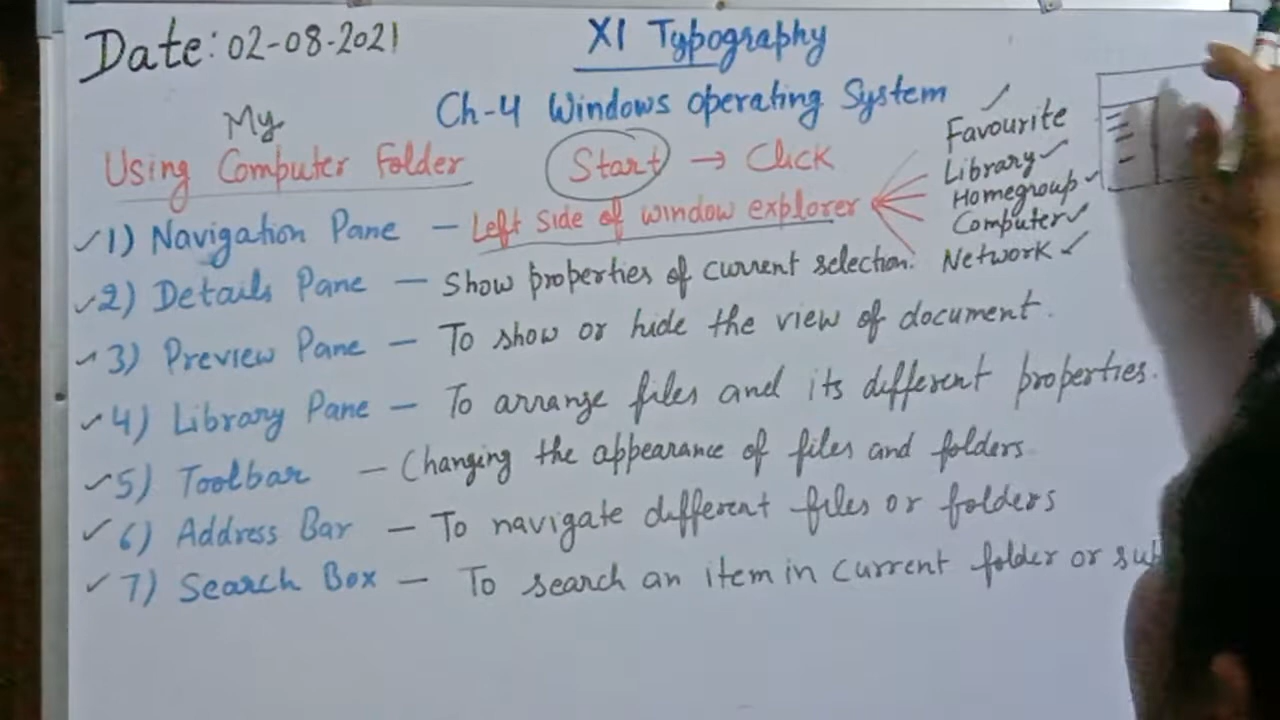 Date: 02-08-2021
XI Typography
Ch-4 Windows Operating System
My
Using Computer Folder
Start → Click
1) Navigation Pane – Left side of window explorer
Favourite
Library
Homegroup
Computer
Network
2) Details Pane – Show properties of current selection.
3) Preview Pane – To show or hide the view of document.
4) Library Pane – To arrange files and its different properties.
5) Toolbar – Changing the appearance of files and folders
6) Address Bar – To navigate different files or folders
7) Search Box – To search an item in current folder or sub